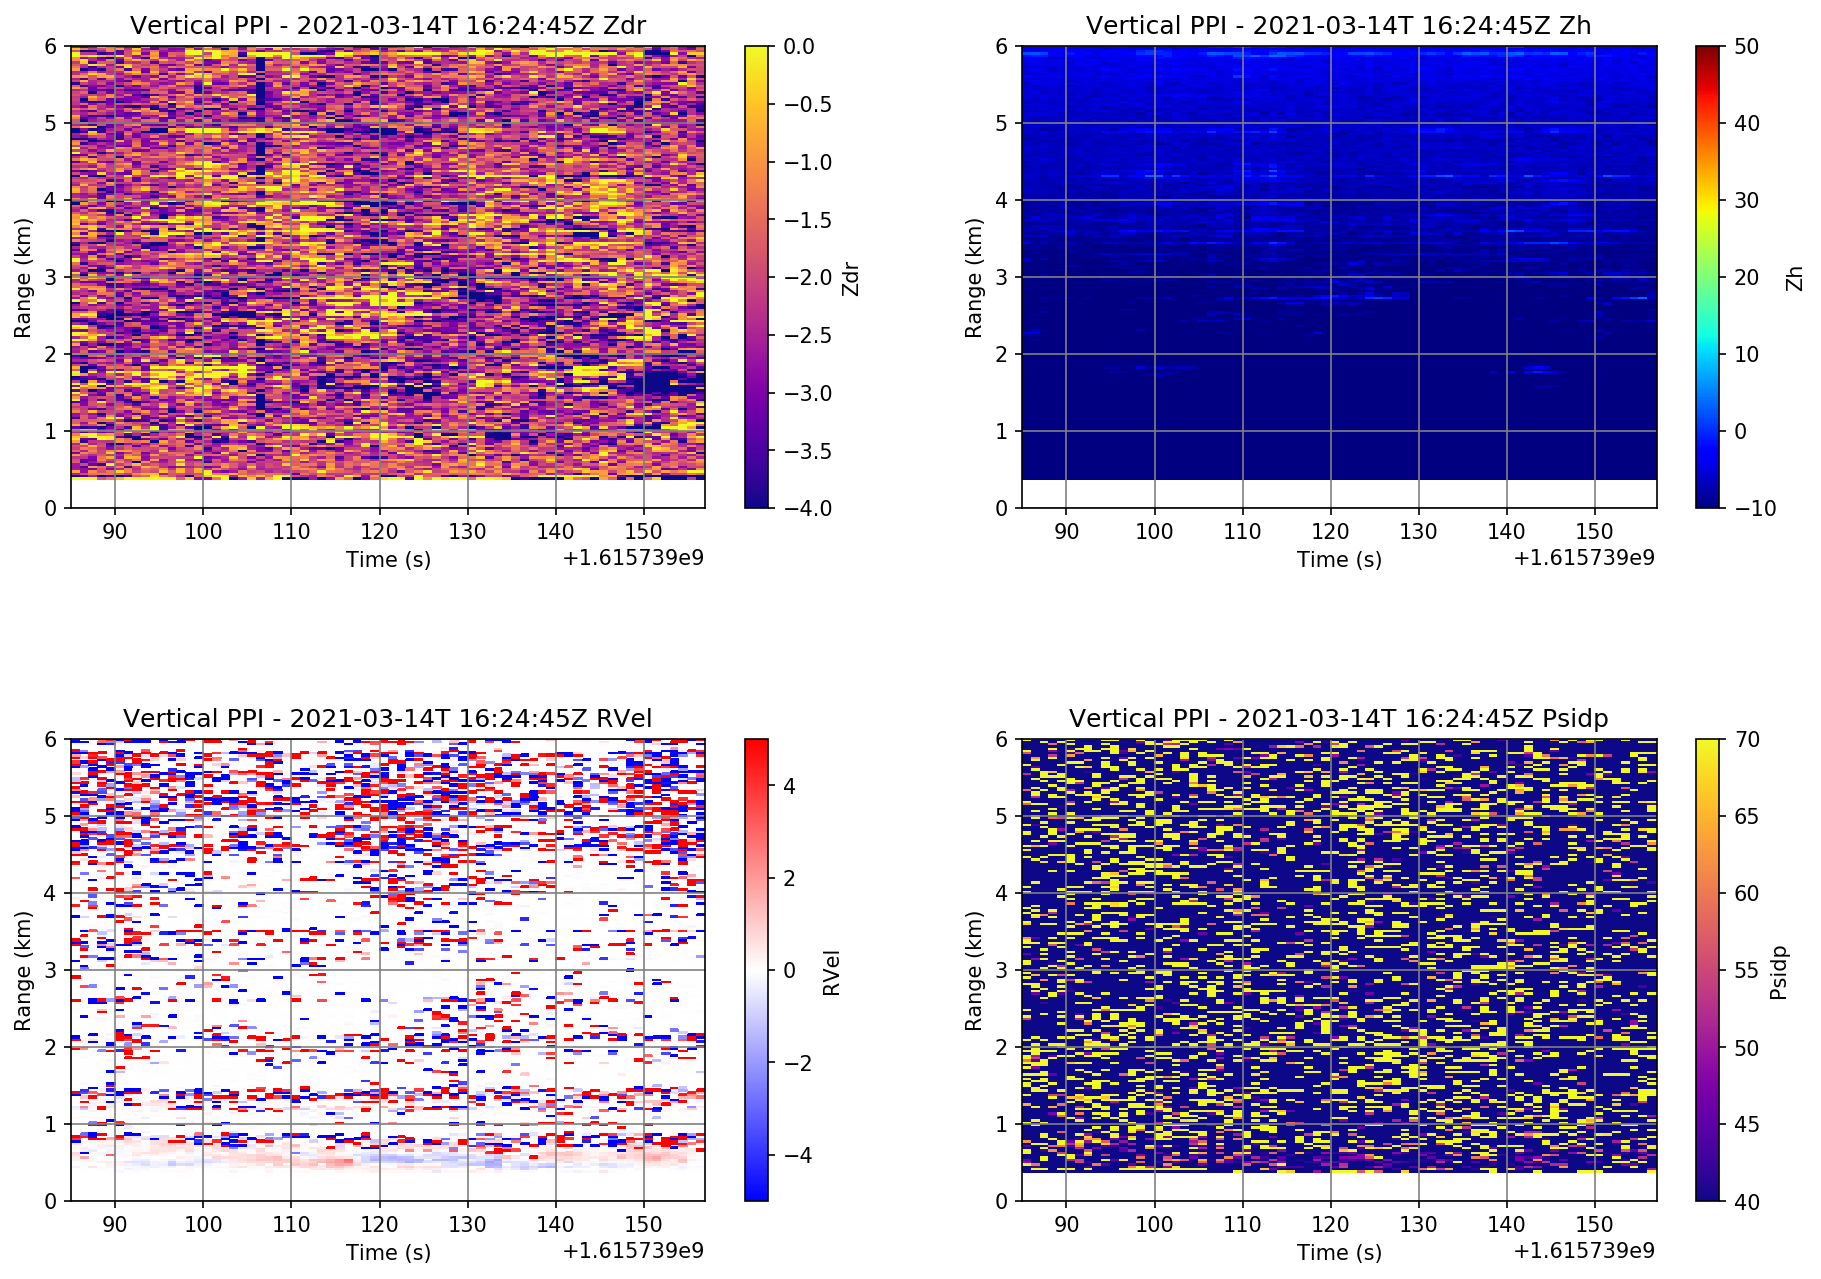 Vertical PPI - 2021-03-14T 16:24:45Z Zdr
6
5
4
3
2
1
0
Range (km)
90 100 110 120 130 140 150
Time (s)
+1.615739e9
0.0
−0.5
−1.0
−1.5
−2.0
−2.5
−3.0
−3.5
−4.0
Zdr
Vertical PPI - 2021-03-14T 16:24:45Z Zh
6
5
4
3
2
1
0
Range (km)
90 100 110 120 130 140 150
Time (s)
+1.615739e9
50
40
30
20
10
0
−10
Zh
Vertical PPI - 2021-03-14T 16:24:45Z RVel
6
5
4
3
2
1
0
Range (km)
90 100 110 120 130 140 150
Time (s)
+1.615739e9
4
2
0
−2
−4
RVel
Vertical PPI - 2021-03-14T 16:24:45Z Psidp
6
5
4
3
2
1
0
Range (km)
90 100 110 120 130 140 150
Time (s)
+1.615739e9
70
65
60
55
50
45
40
Psidp